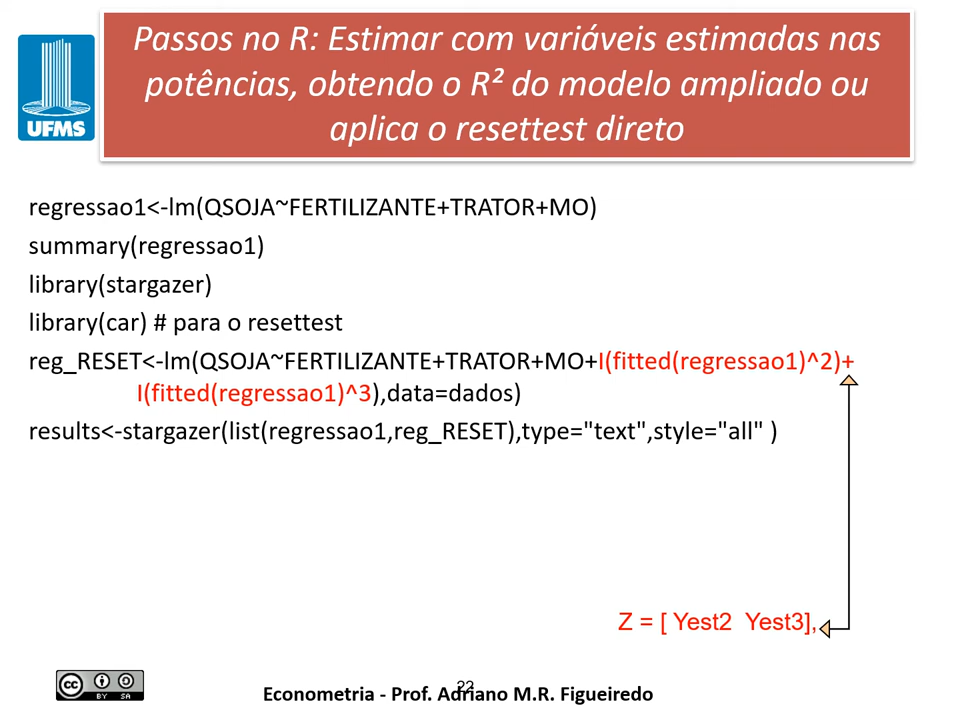 Passos no R: Estimar com variáveis estimadas nas
potências, obtendo o R² do modelo ampliado ou
aplica o resettest direto
UFMS
regressao1<-lm(QSOJA~FERTILIZANTE+TRATOR+MO)
summary(regressao1)
library(stargazer)
library(car) # para o resettest
reg_RESET<-lm(QSOJA~FERTILIZANTE+TRATOR+MO+I(fitted(regressao1)^2)+
I(fitted(regressao1)^3),data=dados)
results<-stargazer(list(regressao1,reg_RESET),type="text",style="all" )
Z = [ Yest2 Yest3],
cc BY SA
22
Econometria - Prof. Adriano M.R. Figueiredo